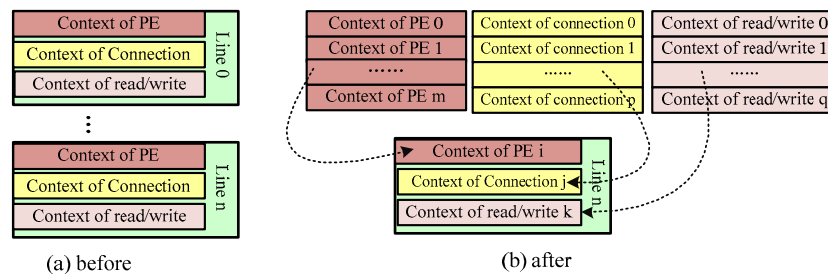 Context of PE
Context of Connection
Context of read/write
Line 0
......
Context of PE
Context of Connection
Context of read/write
Line n
(a) before
Context of PE 0
Context of PE 1
......
Context of PE m
Context of connection 0
Context of connection 1
......
Context of connection p
Context of read/write 0
Context of read/write 1
......
Context of read/write q
Context of PE i
Context of Connection j
Context of read/write k
Line n
(b) after